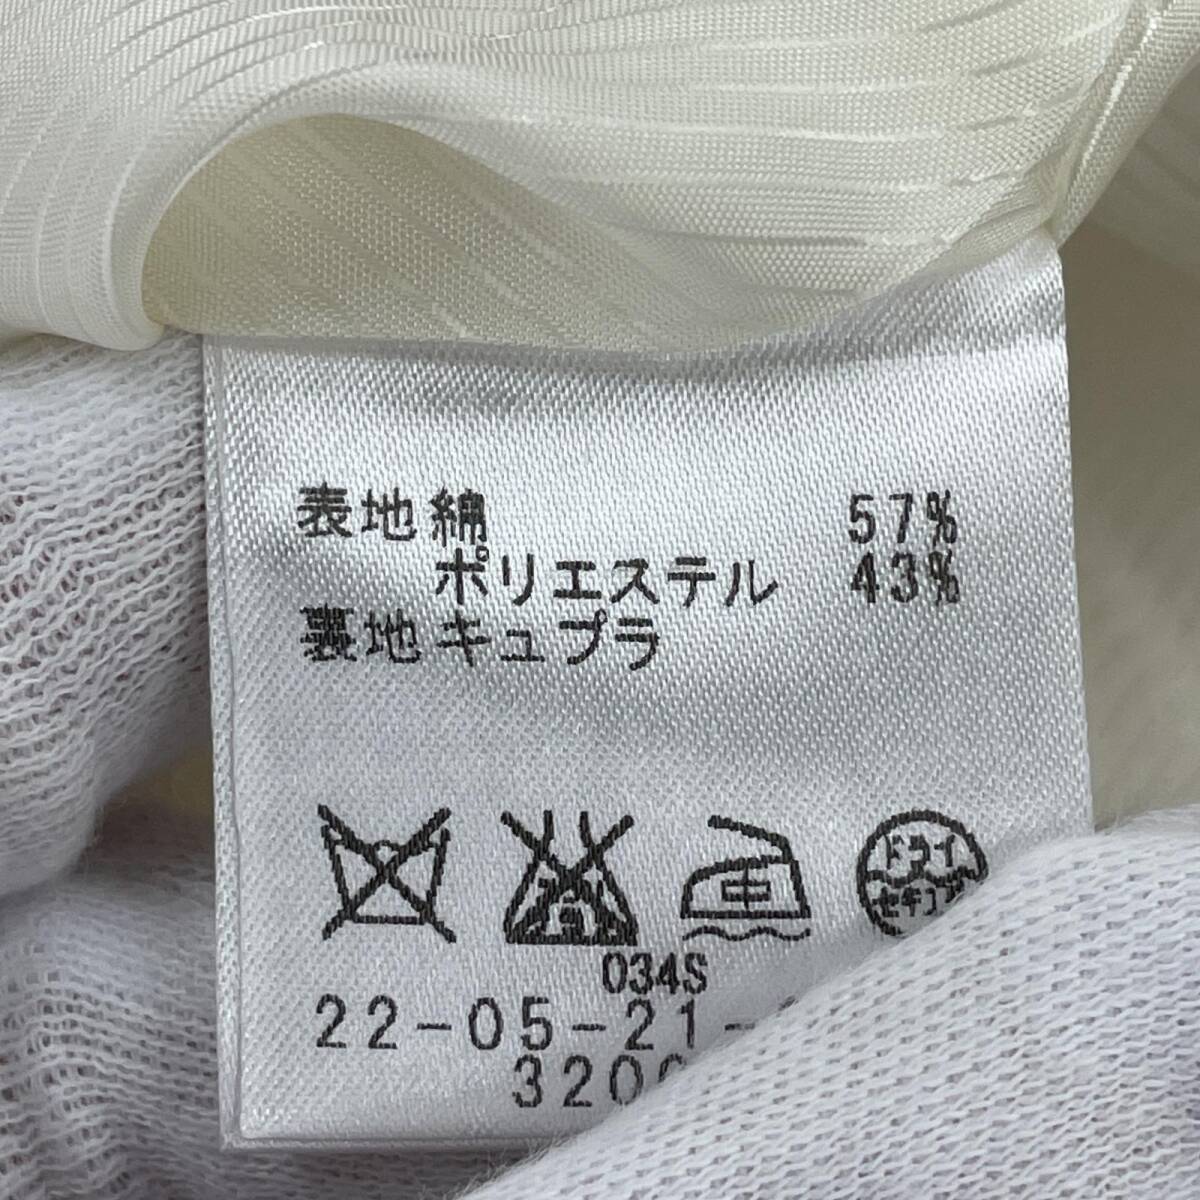 表地綿 57%
ポリエステル 43%
裏地キュプラ
中
ドライ
セキユ
034S
22-05-21-
320